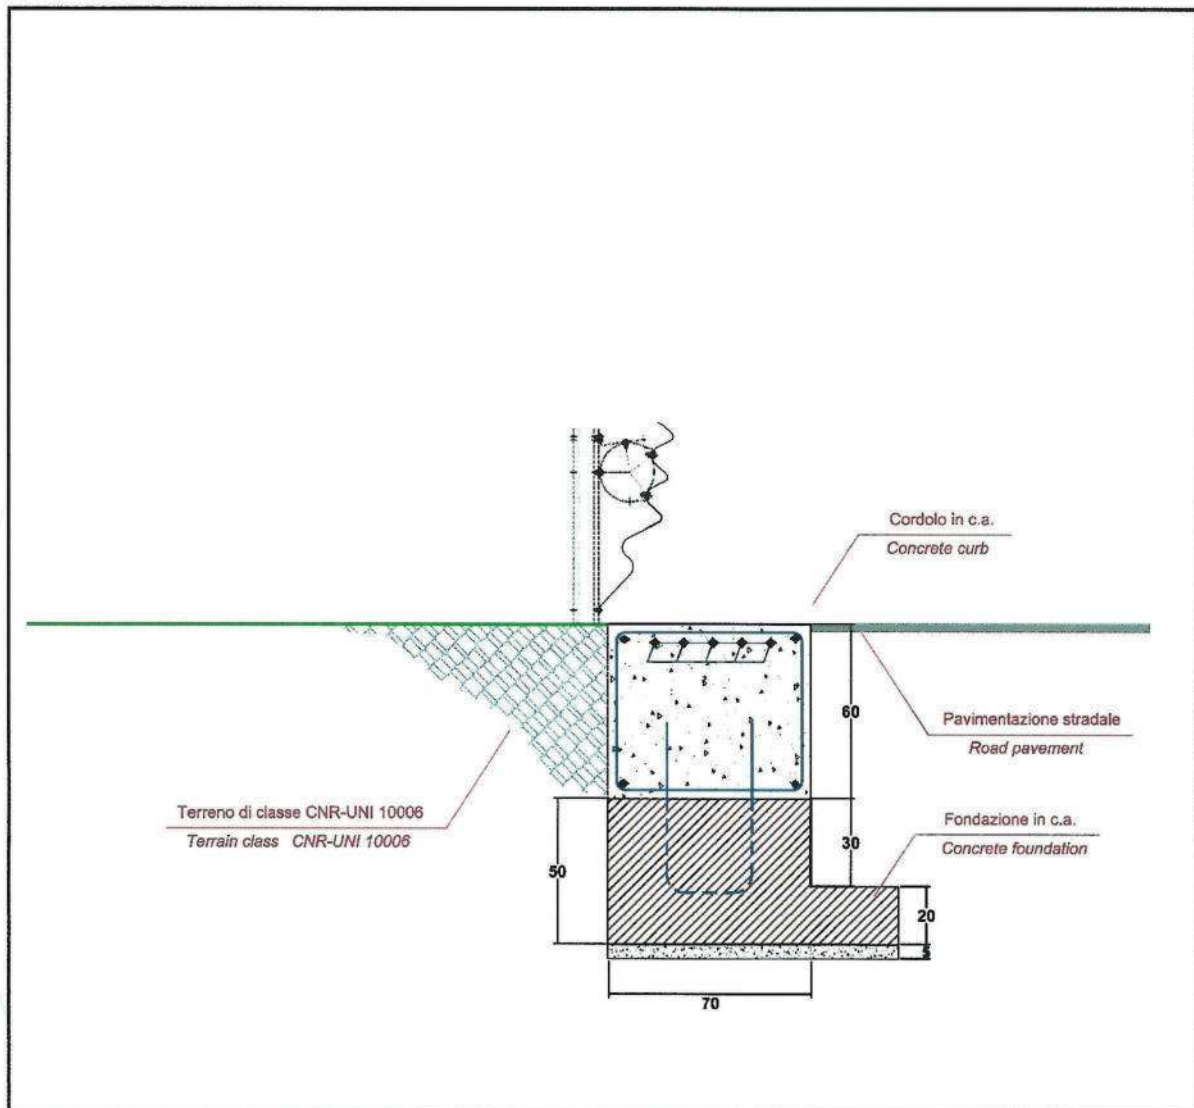 Cordolo in c.a.
Concrete curb
60
Pavimentazione stradale
Road pavement
Terreno di classe CNR-UNI 10006
Terrain class CNR-UNI 10006
Fondazione in c.a.
Concrete foundation
30
50
20
5
70